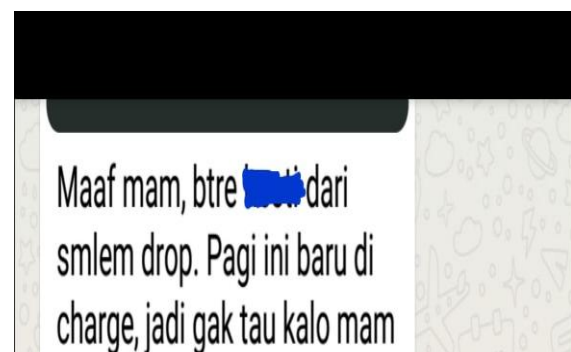 Maaf mam, btre dari
smlem drop. Pagi ini baru di
charge, jadi gak tau kalo mam